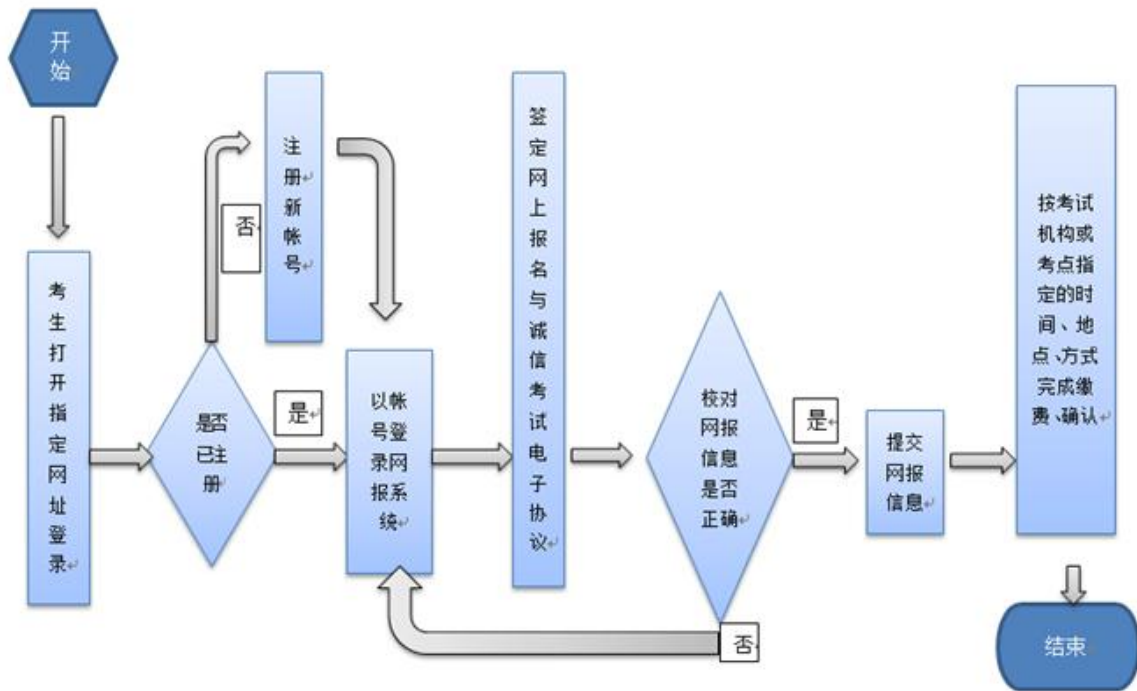 开
始
考
生
打
开
指
定
网
址
登
录
是否
已注
册
否
注
册
新
帐
号
是
以帐
号登
录网
报系
统
签
定
网
上
报
名
与
诚
信
考
试
电
子
协
议
校对
网报
信息
是否
正确
是
否
提交
网报
信息
按考试
机构或
考点指
定的时
间、地
点、方式
完成缴
费、确认
结束